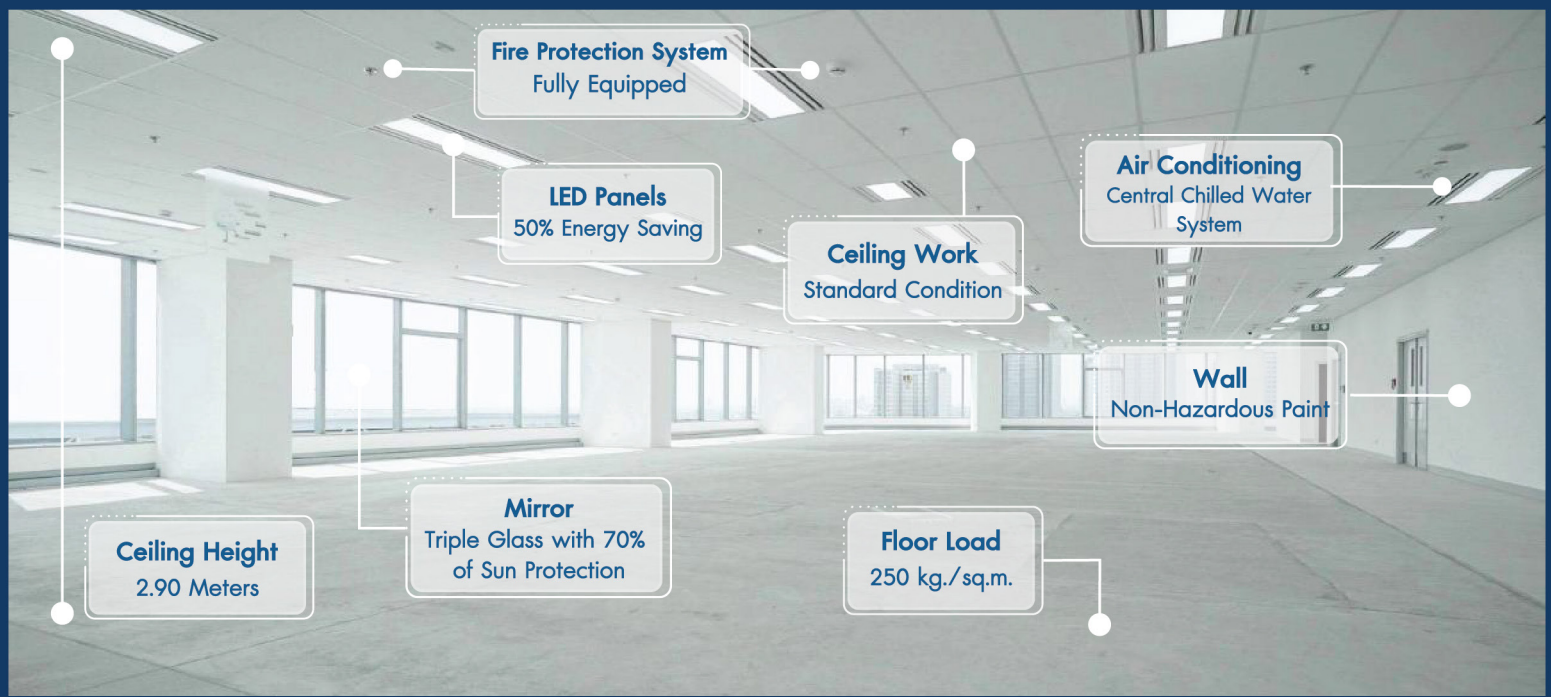 Fire Protection System
Fully Equipped
LED Panels
50% Energy Saving
Air Conditioning
Central Chilled Water
System
Ceiling Work
Standard Condition
Wall
Non-Hazardous Paint
Mirror
Triple Glass with 70%
of Sun Protection
Ceiling Height
2.90 Meters
Floor Load
250 kg./sq.m.